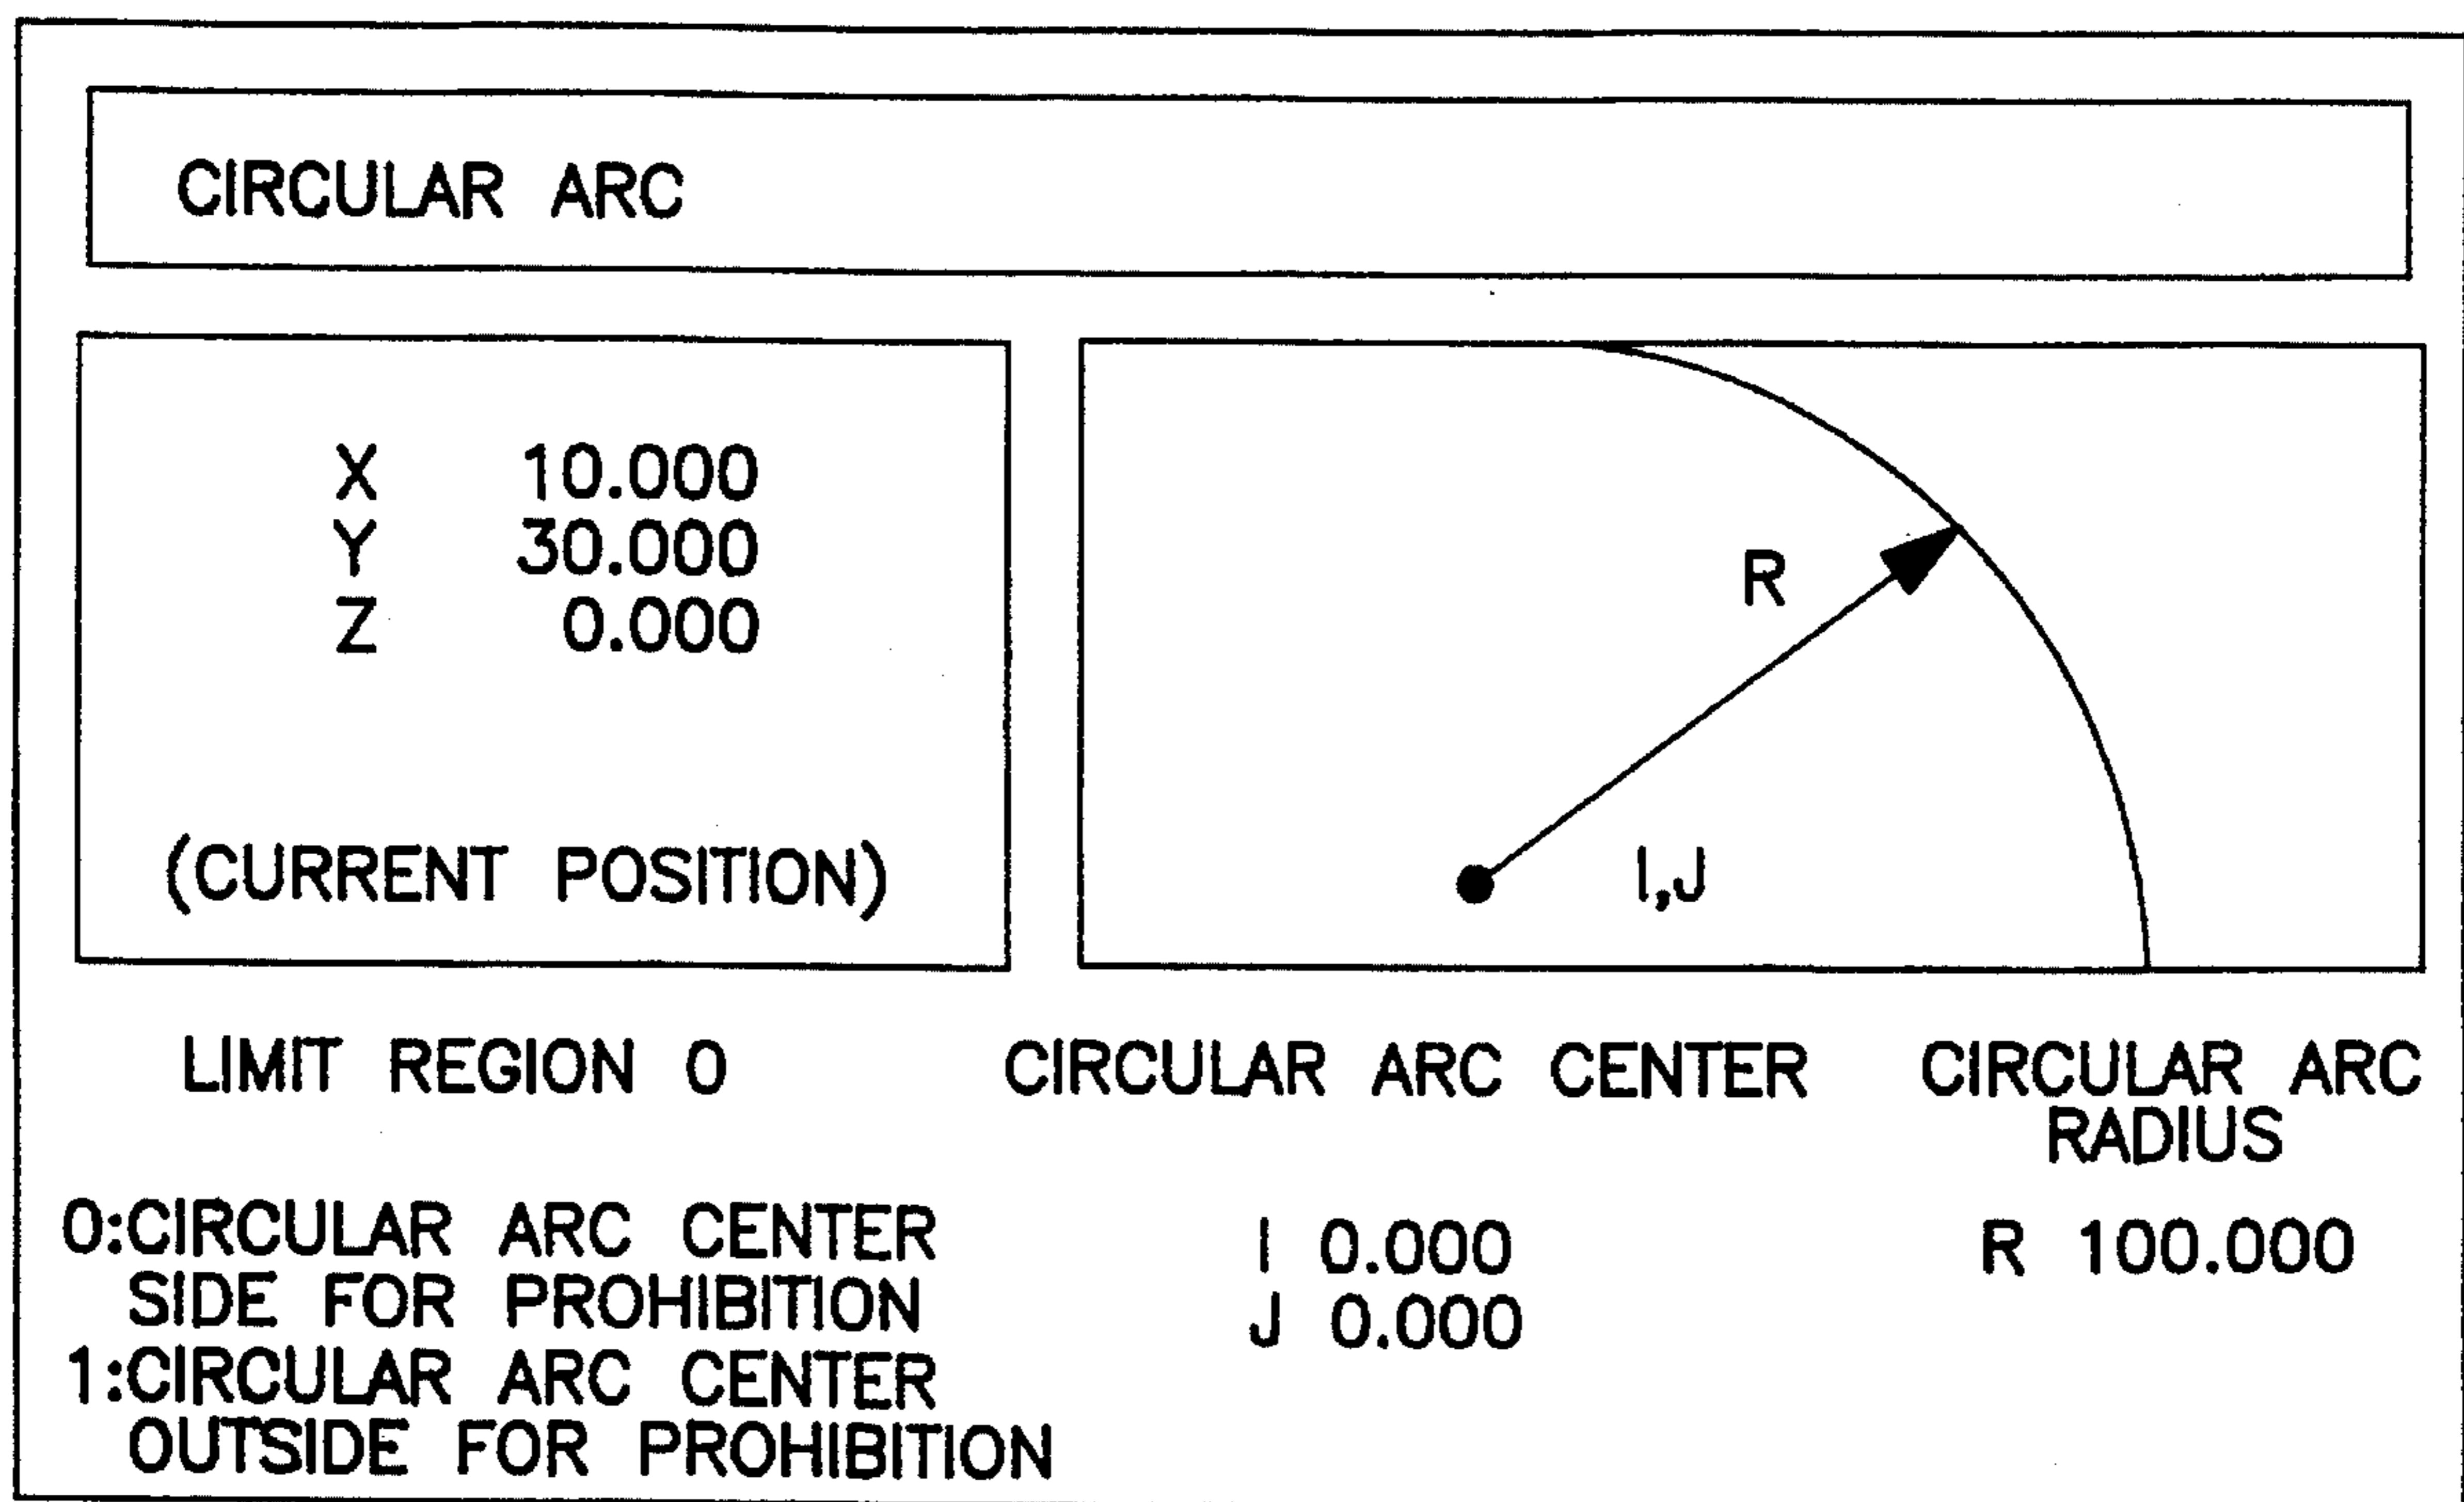 CIRCULAR ARC
X 10.000
Y 30.000
Z 0.000
(CURRENT POSITION)
R
I,J
LIMIT REGION 0
CIRCULAR ARC CENTER
CIRCULAR ARC
RADIUS
0:CIRCULAR ARC CENTER
SIDE FOR PROHIBITION
1:CIRCULAR ARC CENTER
OUTSIDE FOR PROHIBITION
I 0.000
J 0.000
R 100.000